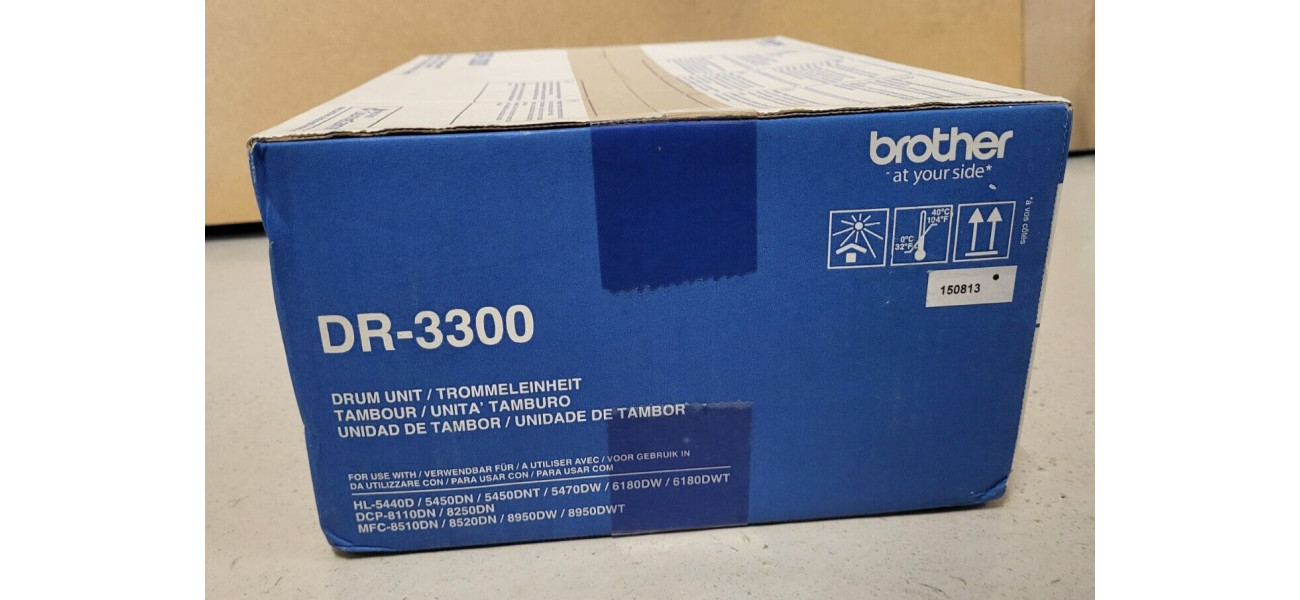 brother
at your side*
*à vos côtés
40°C
104°F
0°C
32°F
150813
DR-3300
DRUM UNIT / TROMMELEINHEIT
TAMBOUR / UNITA' TAMBURO
UNIDAD DE TAMBOR / UNIDADE DE TAMBOR
FOR USE WITH / VERWENDBAR FÜR / A UTILISER AVEC / VOOR GEBRUIK IN
DA UTILIZZARE CON / PARA USAR CON / PARA USAR COM
HL-5440D / 5450DN / 5450DNT / 5470DW / 6180DW / 6180DWT
DCP-8110DN / 8250DN
MFC-8510DN / 8520DN / 8950DW / 8950DWT